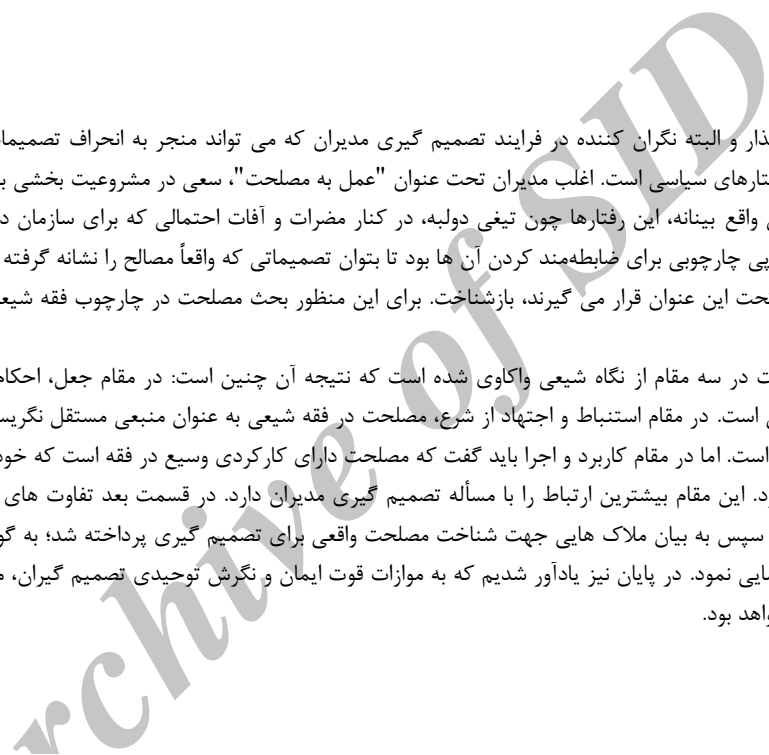 ذار و البته نگران کننده در فرایند تصمیم گیری مدیران که می تواند منجر به انحراف تصمیما
تارهای سیاسی است. اغلب مدیران تحت عنوان "عمل به مصلحت"، سعی در مشروعیت بخشی ب
واقع بینانه، این رفتارها چون تیغی دولبه، در کنار مضرات و آفات احتمالی که برای سازمان د
پی چارچوبی برای ضابطه‌مند کردن آن ها بود تا بتوان تصمیماتی که واقعاً مصالح را نشانه گرفته
تحت این عنوان قرار می گیرند، بازشناخت. برای این منظور بحث مصلحت در چارچوب فقه شیع
ت در سه مقام از نگاه شیعی واکاوی شده است که نتیجه آن چنین است: در مقام جعل، احکام
است. در مقام استنباط و اجتهاد از شرع، مصلحت در فقه شیعی به عنوان منبعی مستقل نگریس
است. اما در مقام کاربرد و اجرا باید گفت که مصلحت دارای کارکردی وسیع در فقه است که خود
د. این مقام بیشترین ارتباط را با مسأله تصمیم گیری مدیران دارد. در قسمت بعد تفاوت های
سپس به بیان ملاک هایی جهت شناخت مصلحت واقعی برای تصمیم گیری پرداخته شد؛ به گو
سایی نمود. در پایان نیز یادآور شدیم که به موازات قوت ایمان و نگرش توحیدی تصمیم گیران، م
واهد بود.
rchive of SID